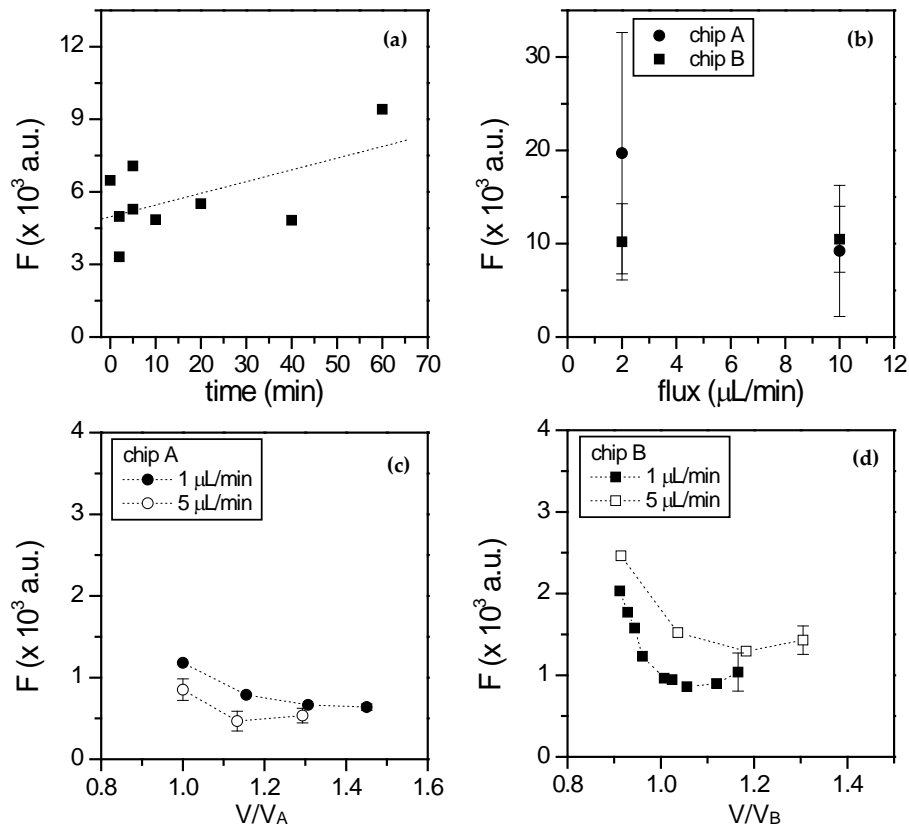 (a)
12
9
6
3
0
F (x 10³ a.u.)
0 10 20 30 40 50 60 70
time (min)
(b)
chip A
chip B
30
20
10
0
F (x 10³ a.u.)
0 2 4 6 8 10 12
flux (μL/min)
(c)
chip A
1 μL/min
5 μL/min
4
3
2
1
0
F (x 10³ a.u.)
0.8 1.0 1.2 1.4 1.6
V/V_A
(d)
chip B
1 μL/min
5 μL/min
4
3
2
1
0
F (x 10³ a.u.)
0.8 1.0 1.2 1.4
V/V_B